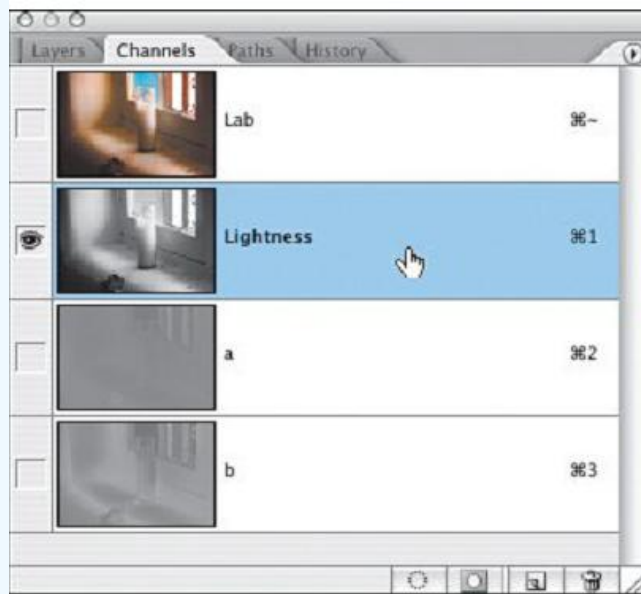 Layers Channels Paths History
Lab ⌘~
Lightness ⌘1
a ⌘2
b ⌘3